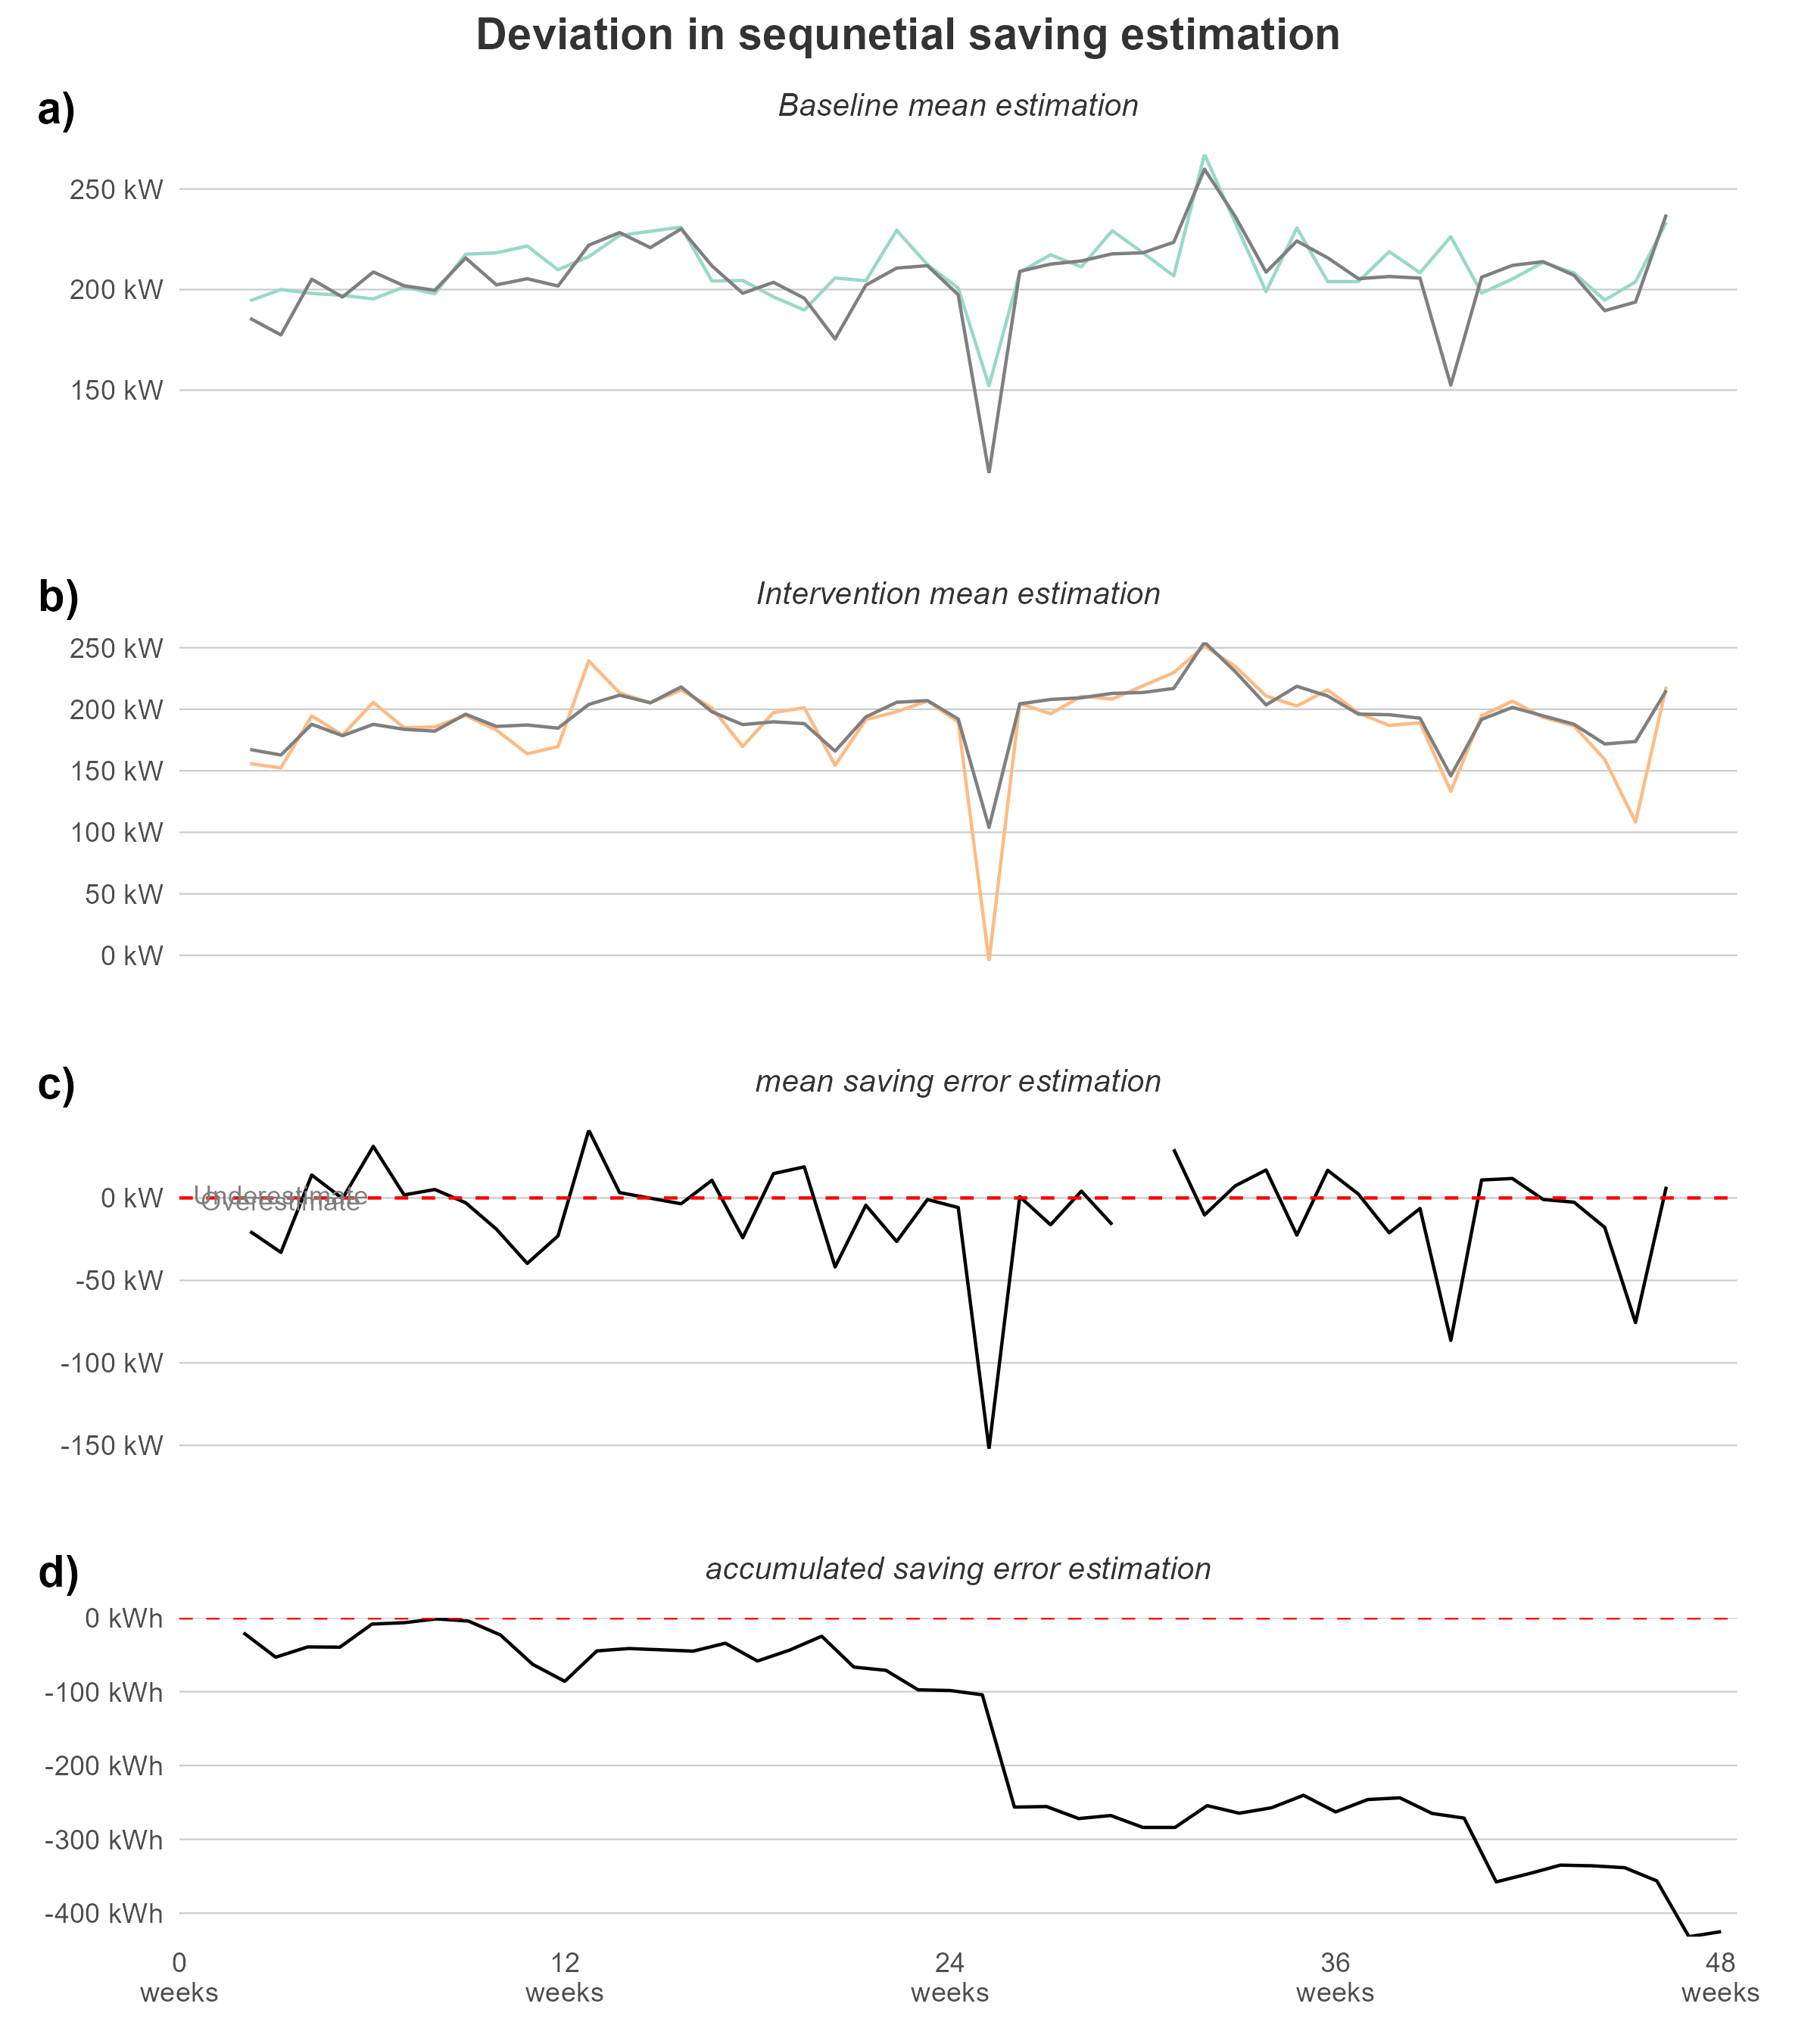 Deviation in sequnetial saving estimation
a)
Baseline mean estimation
250 kW
200 kW
150 kW
b)
Intervention mean estimation
250 kW
200 kW
150 kW
100 kW
50 kW
0 kW
c)
mean saving error estimation
Underestimate
0 kW
Overestimate
-50 kW
-100 kW
-150 kW
d)
accumulated saving error estimation
0 kWh
-100 kWh
-200 kWh
-300 kWh
-400 kWh
0 12 24 36 48
weeks weeks weeks weeks weeks